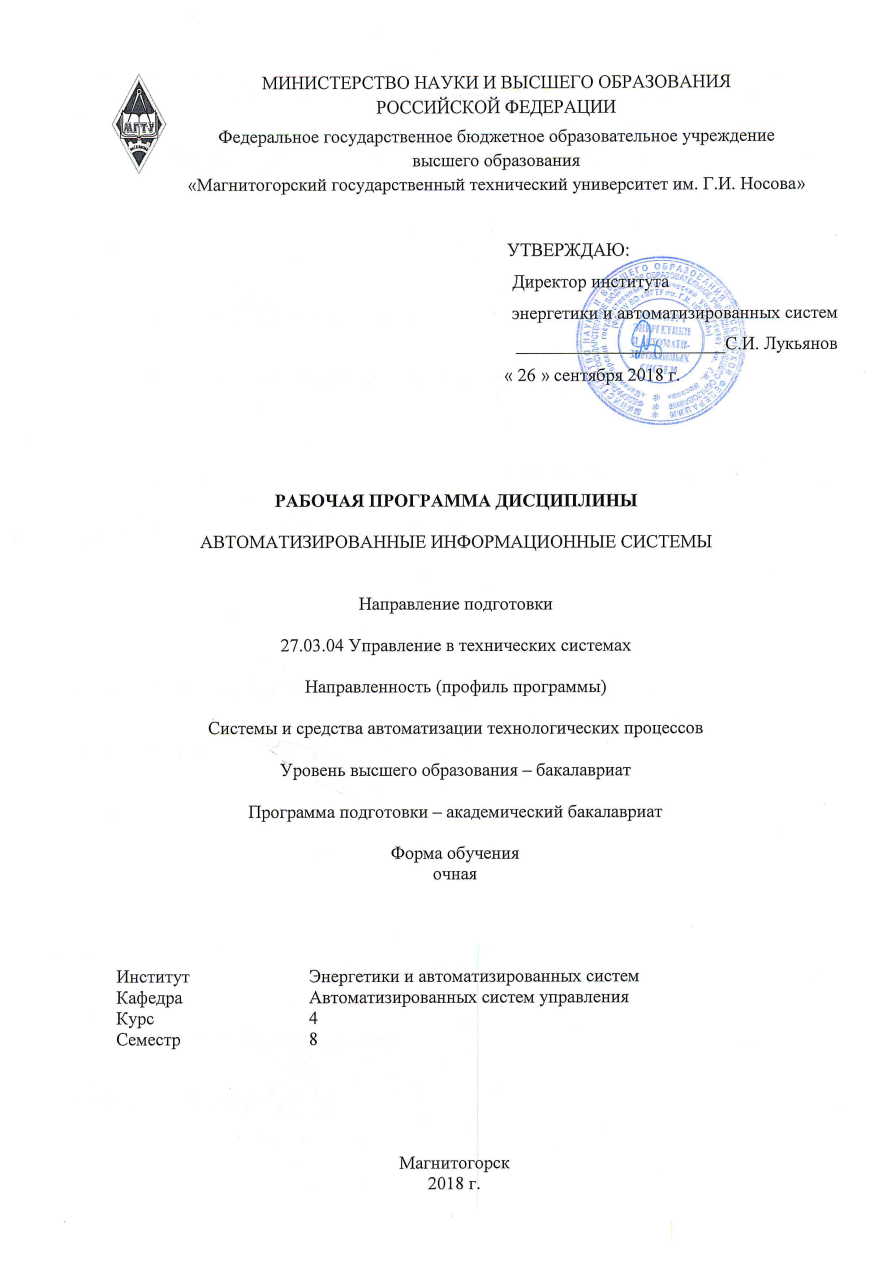 МИНИСТЕРСТВО НАУКИ И ВЫСШЕГО ОБРАЗОВАНИЯ
РОССИЙСКОЙ ФЕДЕРАЦИИ
Федеральное государственное бюджетное образовательное учреждение
высшего образования
«Магнитогорский государственный технический университет им. Г.И. Носова»
МГТУ
УТВЕРЖДАЮ:
Директор института
энергетики и автоматизированных систем
С.И. Лукьянов
« 26 » сентября 2018 г.
РАБОЧАЯ ПРОГРАММА ДИСЦИПЛИНЫ
АВТОМАТИЗИРОВАННЫЕ ИНФОРМАЦИОННЫЕ СИСТЕМЫ
Направление подготовки
27.03.04 Управление в технических системах
Направленность (профиль программы)
Системы и средства автоматизации технологических процессов
Уровень высшего образования – бакалавриат
Программа подготовки – академический бакалавриат
Форма обучения
очная
Институт Энергетики и автоматизированных систем
Кафедра Автоматизированных систем управления
Курс 4
Семестр 8
Магнитогорск
2018 г.